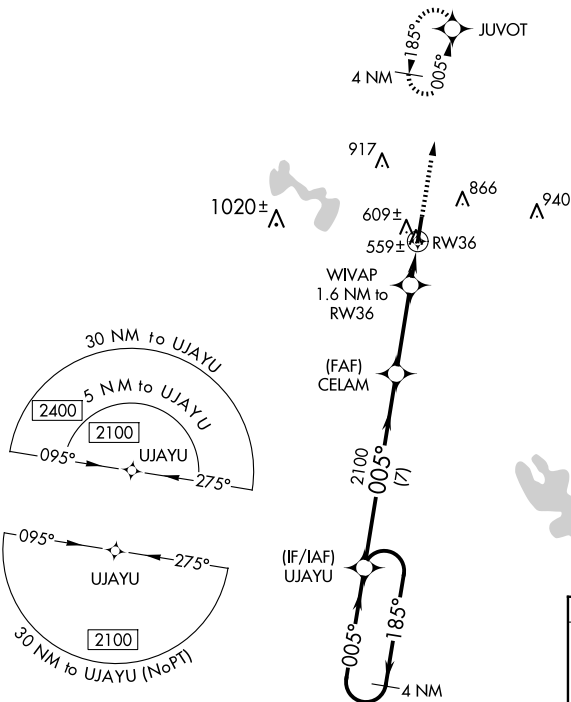 JUVOT
185°
005°
4 NM
917
866
940
1020±
609±
559±
RW36
WIVAP
1.6 NM to
RW36
(FAF)
CELAM
30 NM to UJAYU
5 NM to UJAYU
2400
2100
UJAYU
095°
275°
2100
005°
(7)
095°
275°
UJAYU
2100
30 NM to UJAYU (NoPT)
(IF/IAF)
UJAYU
005°
185°
4 NM